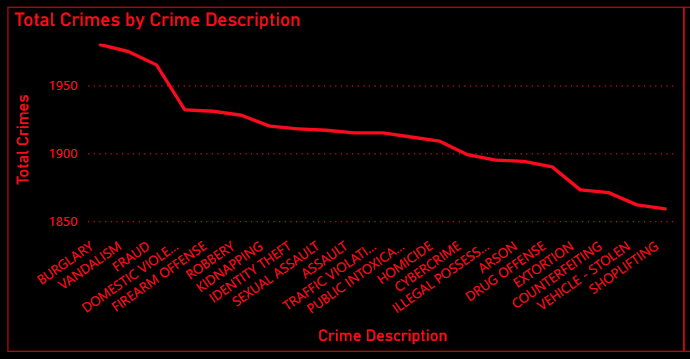 Total Crimes by Crime Description
Total Crimes
1950
1900
1850
BURGLARY
VANDALISM
FRAUD
DOMESTIC VIOLE...
FIREARM OFFENSE
ROBBERY
KIDNAPPING
IDENTITY THEFT
SEXUAL ASSAULT
ASSAULT
TRAFFIC VIOLATI...
PUBLIC INTOXICA...
HOMICIDE
CYBERCRIME
ILLEGAL POSSESS...
ARSON
DRUG OFFENSE
EXTORTION
COUNTERFEITING
VEHICLE - STOLEN
SHOPLIFTING
Crime Description